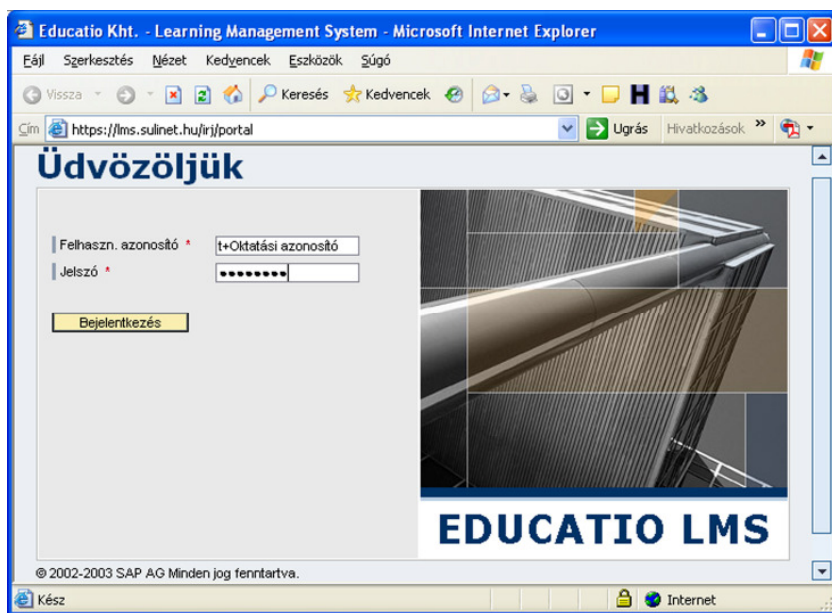 Educatio Kht. - Learning Management System - Microsoft Internet Explorer
Fájl Szerkesztés Nézet Kedvencek Eszközök Súgó
Vissza Keresés Kedvencek
Cím https://lms.sulinet.hu/irj/portal Ugrás Hivatkozások »
Üdvözöljük
Felhaszn. azonosító * t+Oktatási azonosító
Jelszó * ••••••••
Bejelentkezés
EDUCATIO LMS
© 2002-2003 SAP AG Minden jog fenntartva.
Kész Internet